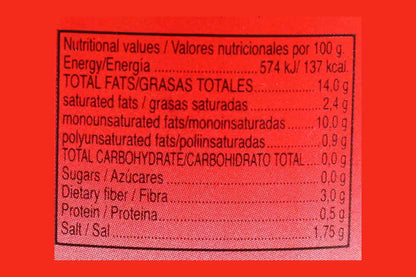 Nutritional values / Valores nutricionales por 100 g.
Energy/Energia ........................ 574 kJ/ 137 kcal.
TOTAL FATS/GRASAS TOTALES............ 14.0 g
saturated fats / grasas saturadas............ 2,4 g
monounsaturated fats/monoinsaturadas........ 10.0 g
polyunsaturated fats/poliinsaturadas.......... 0,9 g
TOTAL CARBOHYDRATE/CARBOHIDRATO TOTAL.... 0.0 g
Sugars / Azúcares............................ 0,0 g
Dietary fiber / Fibra............................ 3,0 g
Protein / Proteina............................ 0,5 g
Salt / Sal.................................... 1,75 g